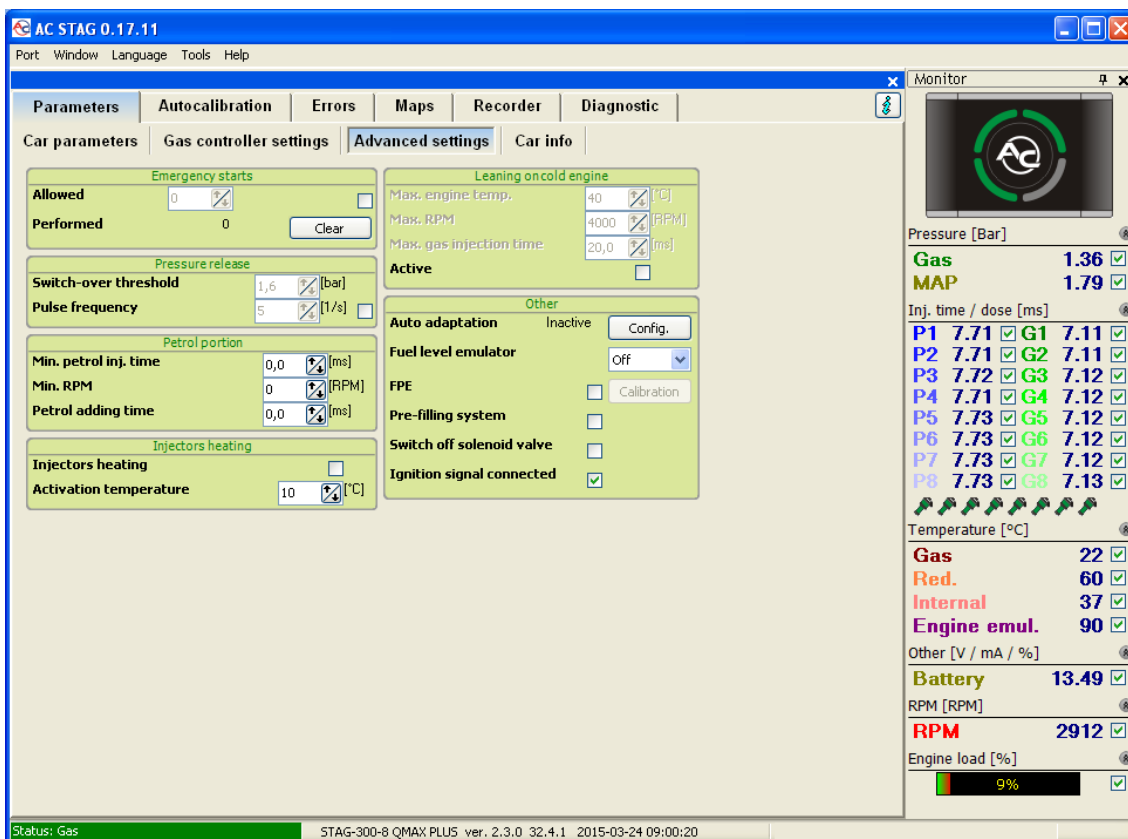 AC STAG 0.17.11
Port Window Language Tools Help
Parameters Autocalibration Errors Maps Recorder Diagnostic
Car parameters Gas controller settings Advanced settings Car info
Emergency starts
Allowed 0
Performed 0 Clear
Pressure release
Switch-over threshold 1,6 [bar]
Pulse frequency 5 [1/s]
Petrol portion
Min. petrol inj. time 0,0 [ms]
Min. RPM 0 [RPM]
Petrol adding time 0,0 [ms]
Injectors heating
Injectors heating
Activation temperature 10 [°C]
Leaning on cold engine
Max. engine temp. 40 [°C]
Max. RPM 4000 [RPM]
Max. gas injection time 20,0 [ms]
Active
Other
Auto adaptation Inactive Config.
Fuel level emulator Off
FPE Calibration
Pre-filling system
Switch off solenoid valve
Ignition signal connected
Monitor
AC
Pressure [Bar]
Gas 1.36
MAP 1.79
Inj. time / dose [ms]
P1 7.71 G1 7.11
P2 7.71 G2 7.11
P3 7.72 G3 7.12
P4 7.71 G4 7.12
P5 7.73 G5 7.12
P6 7.73 G6 7.12
P7 7.73 G7 7.12
P8 7.73 G8 7.13
Temperature [°C]
Gas 22
Red. 60
Internal 37
Engine emul. 90
Other [V / mA / %]
Battery 13.49
RPM [RPM]
RPM 2912
Engine load [%]
9%
Status: Gas STAG-300-8 QMAX PLUS ver. 2.3.0 32.4.1 2015-03-24 09:00:20